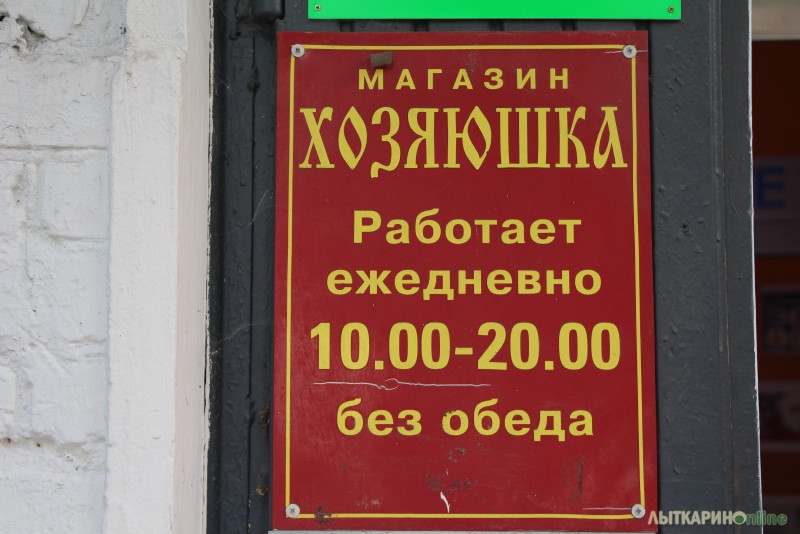 МАГАЗИН
ХОЗЯЮШКА
Работает
ежедневно
10.00-20.00
без обеда
ЛЫТКАРИНОonline